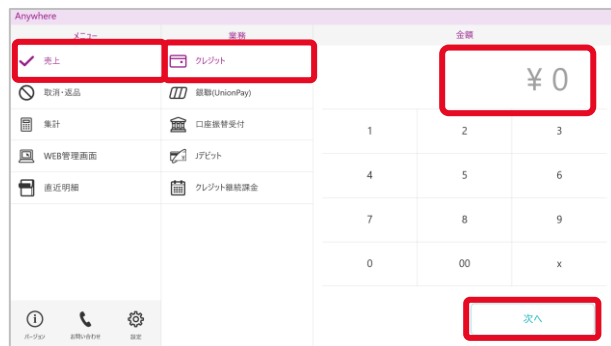 Anywhere
メニュー
業務
金額
売上
クレジット
¥ 0
取消・返品
銀聯(UnionPay)
集計
口座振替受付
1 2 3
WEB管理画面
Jデビット
4 5 6
直近明細
クレジット継続課金
7 8 9
0 00 x
バージョン お問い合わせ 設定
次へ